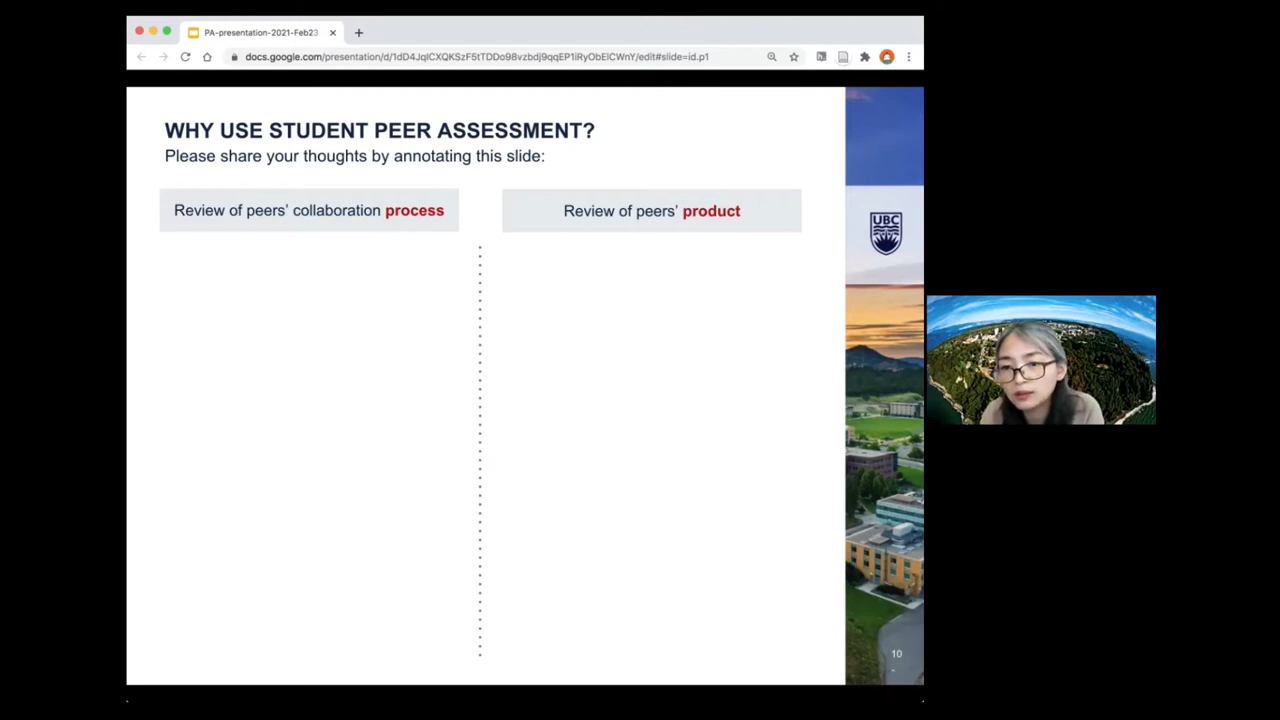 PA-presentation-2021-Feb23
docs.google.com/presentation/d/1dD4JqlCXQKSzF5tTDDo98vzbdj9qqEP1iRyObElCWnY/edit#slide=id.p1
WHY USE STUDENT PEER ASSESSMENT?
Please share your thoughts by annotating this slide:
Review of peers’ collaboration process
Review of peers’ product
UBC
10